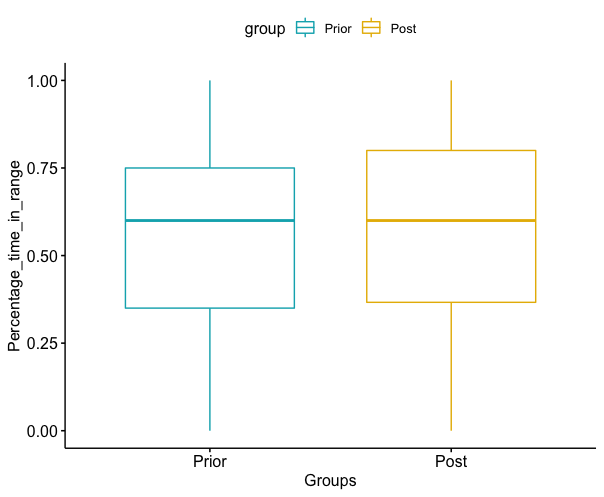 group Prior Post
Percentage_time_in_range
1.00
0.75
0.50
0.25
0.00
Prior Post
Groups